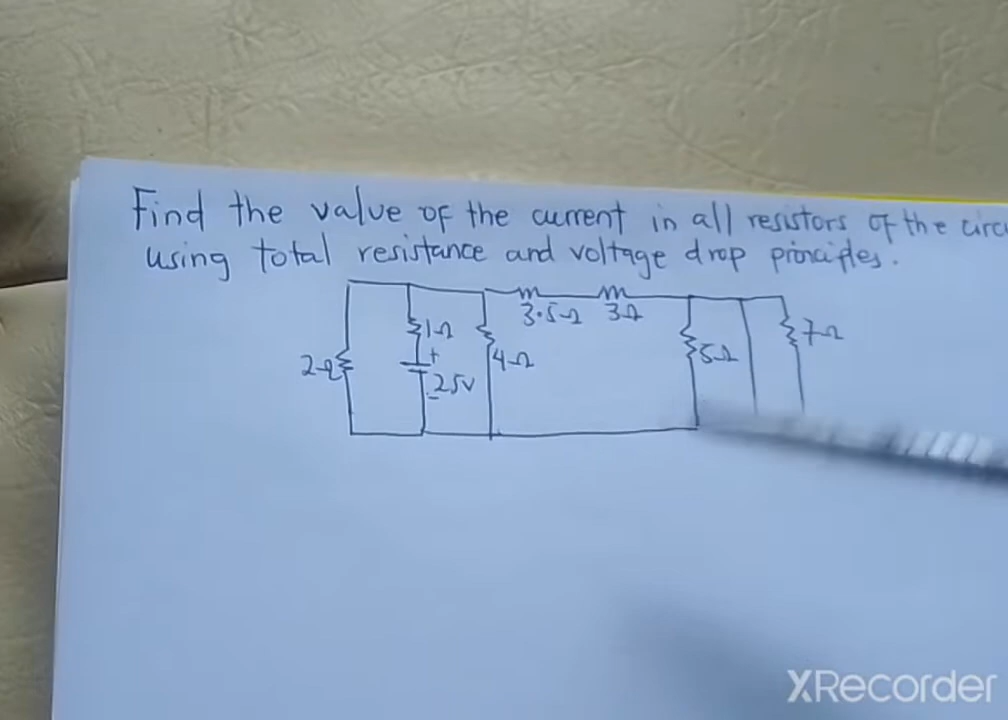 Find the value of the current in all resistors of the
using total resistance and voltage drop principles.
3.5Ω 3Ω
1Ω
7Ω
2Ω
+
4Ω
5Ω
25V
-
XRecorder